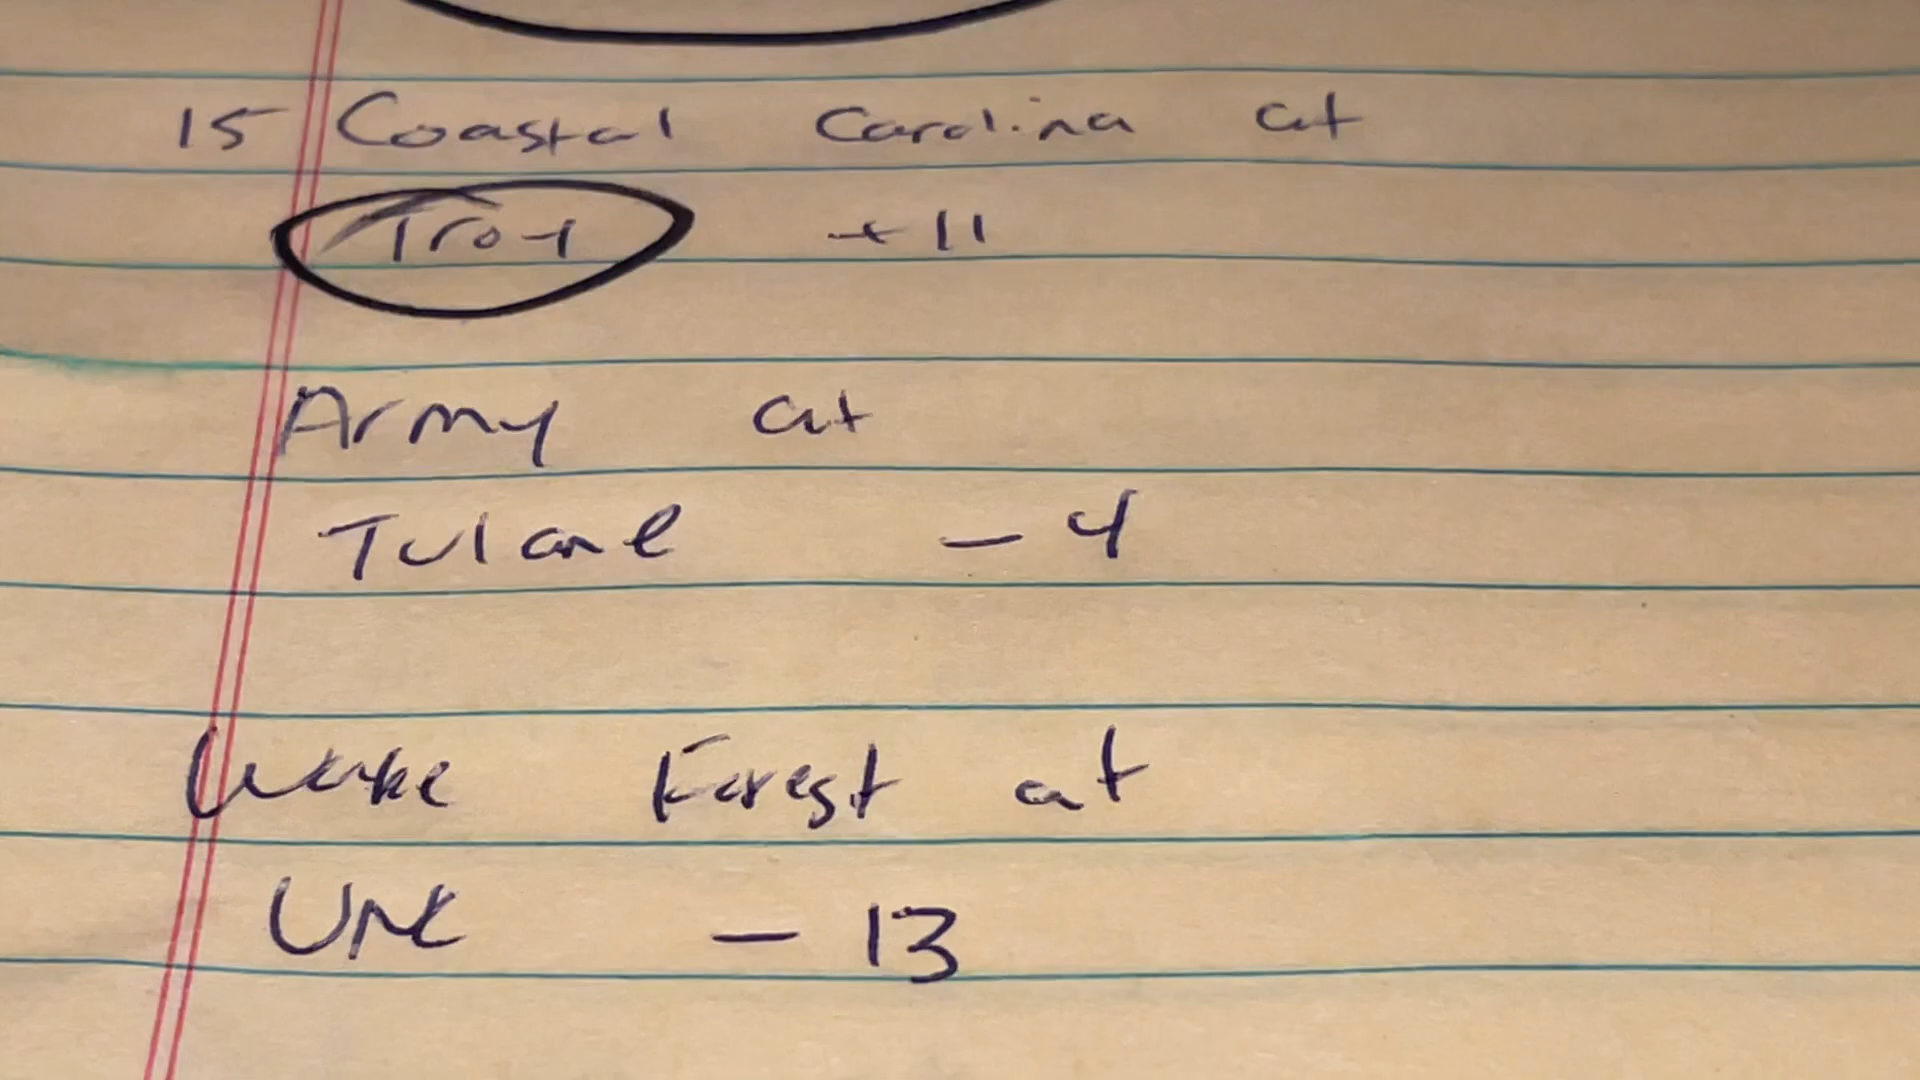 15 Coastal Carolina at
Troy +11
Army at
Tulane - 4
Wake Forest at
UNC - 13